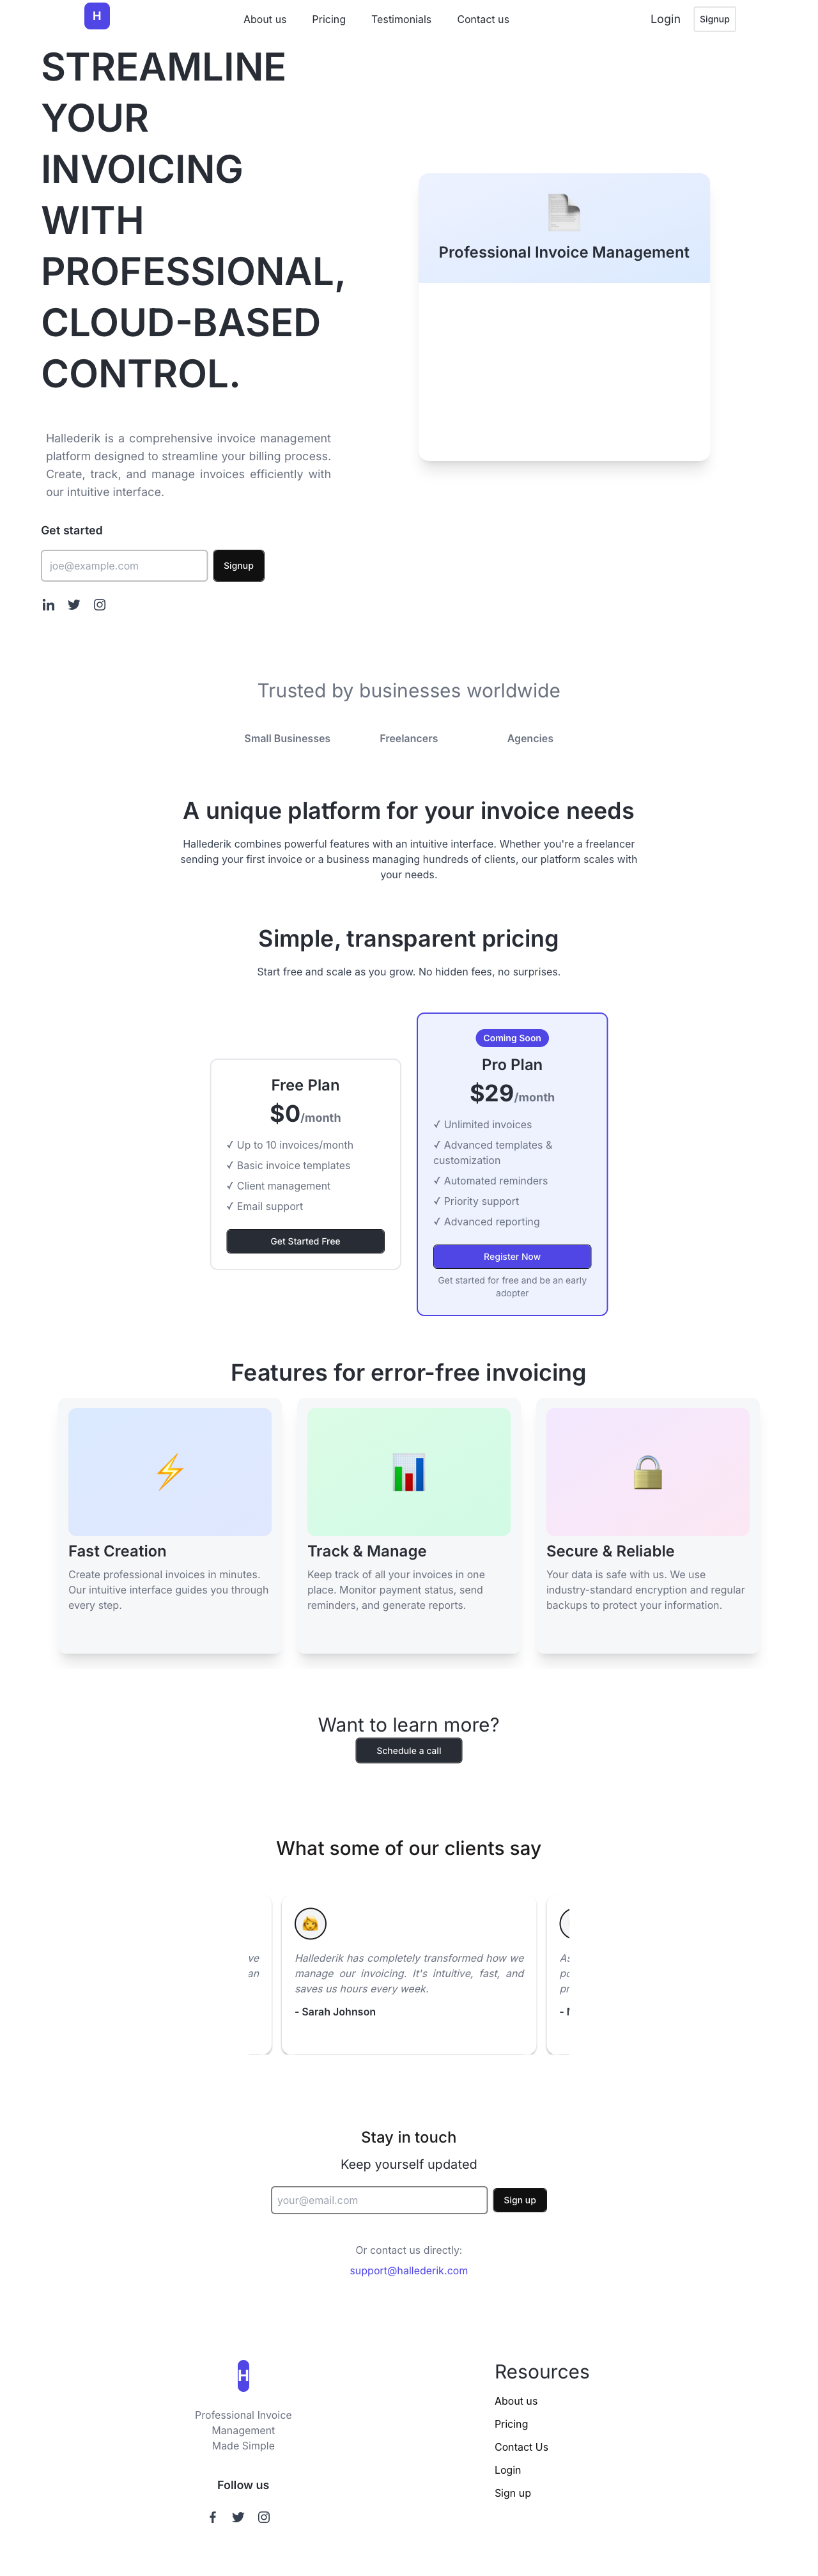 H
About us
Pricing
Testimonials
Contact us
Login
Signup
STREAMLINE
YOUR
INVOICING
WITH
PROFESSIONAL,
CLOUD-BASED
CONTROL.
Professional Invoice Management
Hallederik is a comprehensive invoice management
platform designed to streamline your billing process.
Create, track, and manage invoices efficiently with
our intuitive interface.
Get started
joe@example.com
Signup
Trusted by businesses worldwide
Small Businesses
Freelancers
Agencies
A unique platform for your invoice needs
Hallederik combines powerful features with an intuitive interface. Whether you're a freelancer
sending your first invoice or a business managing hundreds of clients, our platform scales with
your needs.
Simple, transparent pricing
Start free and scale as you grow. No hidden fees, no surprises.
Free Plan
$0/month
✓ Up to 10 invoices/month
✓ Basic invoice templates
✓ Client management
✓ Email support
Get Started Free
Coming Soon
Pro Plan
$29/month
✓ Unlimited invoices
✓ Advanced templates &
customization
✓ Automated reminders
✓ Priority support
✓ Advanced reporting
Register Now
Get started for free and be an early
adopter
Features for error-free invoicing
Fast Creation
Create professional invoices in minutes.
Our intuitive interface guides you through
every step.
Track & Manage
Keep track of all your invoices in one
place. Monitor payment status, send
reminders, and generate reports.
Secure & Reliable
Your data is safe with us. We use
industry-standard encryption and regular
backups to protect your information.
Want to learn more?
Schedule a call
What some of our clients say
ve
an
Hallederik has completely transformed how we
manage our invoicing. It's intuitive, fast, and
saves us hours every week.
- Sarah Johnson
As
po
pr
Stay in touch
Keep yourself updated
your@email.com
Sign up
Or contact us directly:
support@hallederik.com
H
Professional Invoice
Management
Made Simple
Follow us
Resources
About us
Pricing
Contact Us
Login
Sign up